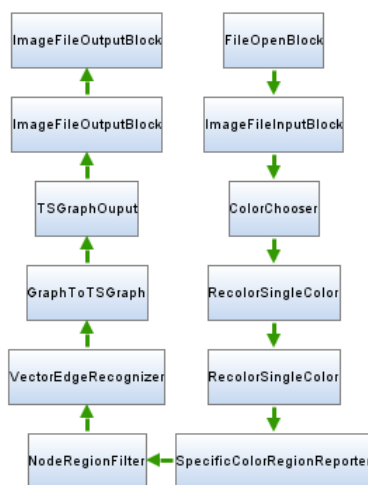 ImageFileOutputBlock
FileOpenBlock
ImageFileOutputBlock
ImageFileInputBlock
TSGraphOuput
ColorChooser
GraphToTSGraph
RecolorSingleColor
VectorEdgeRecognizer
RecolorSingleColor
NodeRegionFilter
SpecificColorRegionReporter